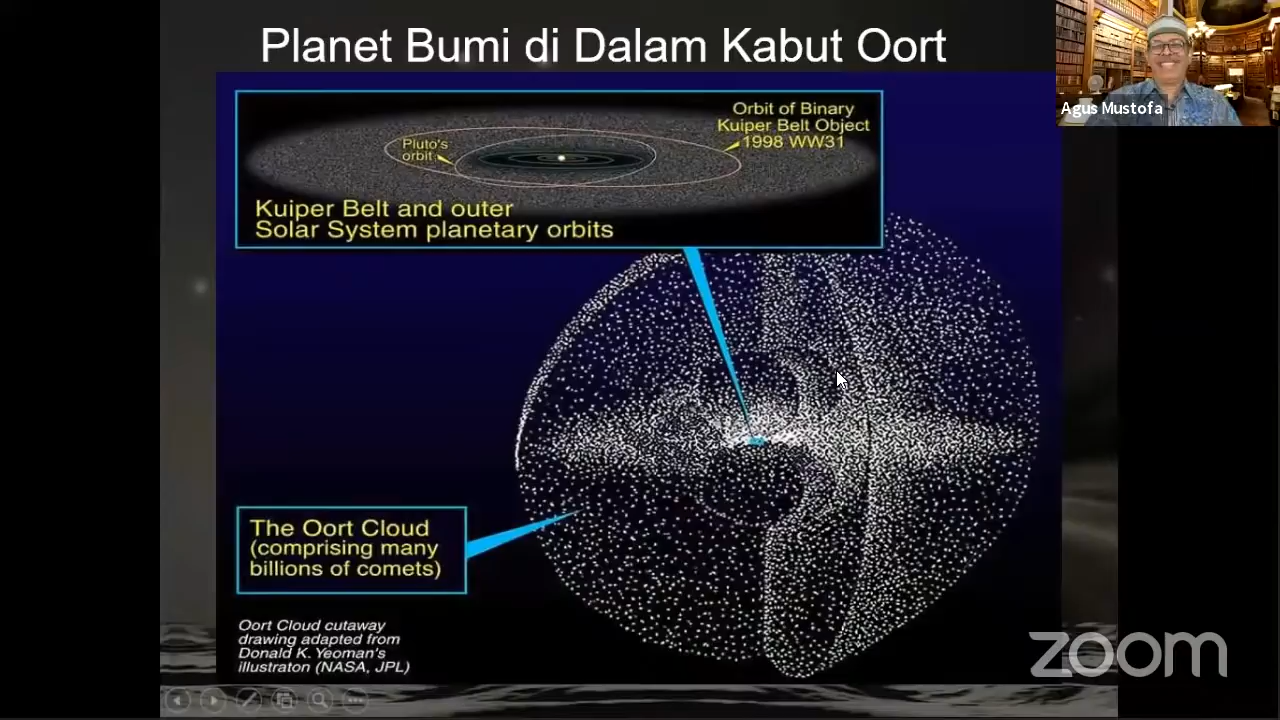 Planet Bumi di Dalam Kabut Oort
Agus Mustofa
Orbit of Binary
Kuiper Belt Object
1998 WW31
Pluto's
orbit
Kuiper Belt and outer
Solar System planetary orbits
The Oort Cloud
(comprising many
billions of comets)
Oort Cloud cutaway
drawing adapted from
Donald K. Yeoman's
illustraton (NASA, JPL)
zoom